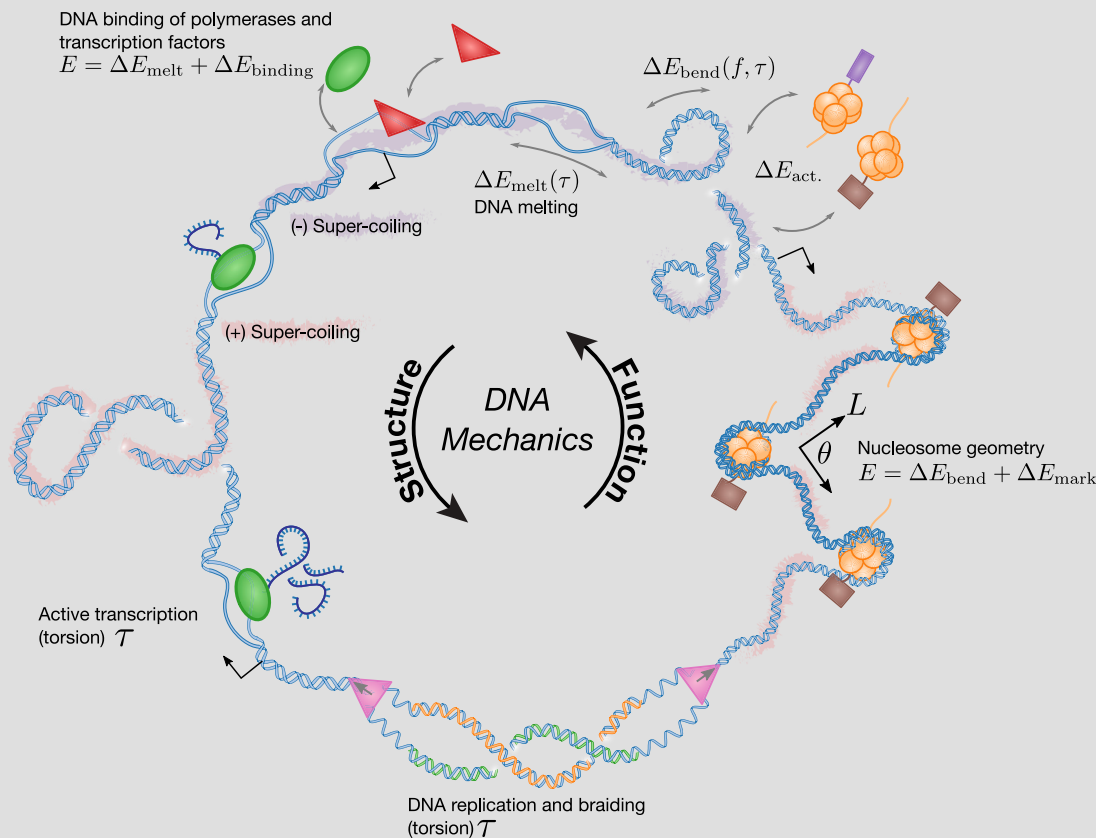 DNA binding of polymerases and
transcription factors
E = ΔE_melt + ΔE_binding
ΔE_bend(f, τ)
ΔE_act.
ΔE_melt(τ)
DNA melting
(-) Super-coiling
(+) Super-coiling
Structure
DNA
Mechanics
Function
L
θ
Nucleosome geometry
E = ΔE_bend + ΔE_mark
Active transcription
(torsion) τ
DNA replication and braiding
(torsion) τ